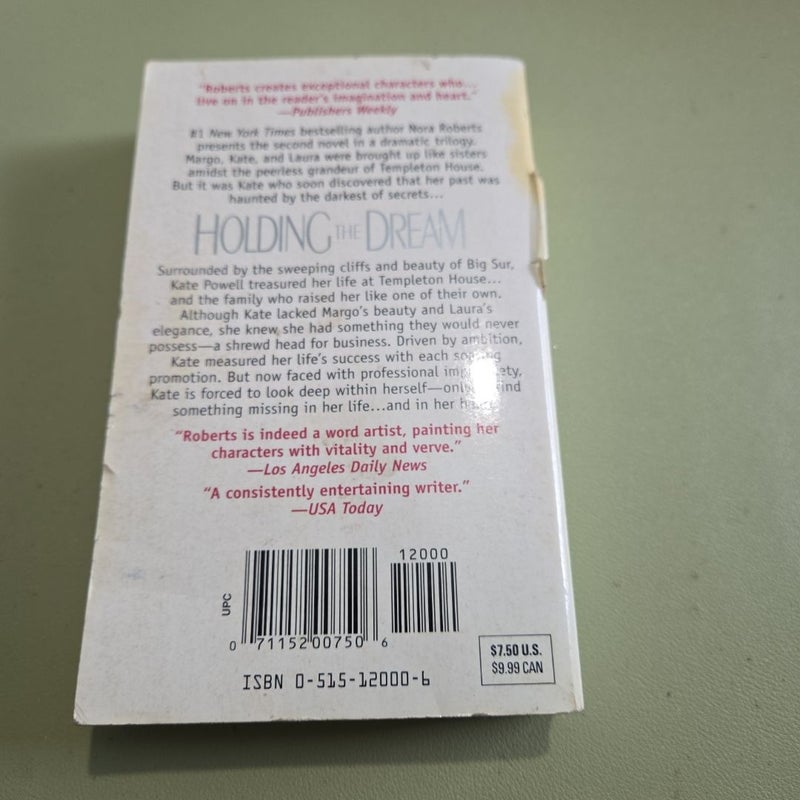 "Roberts creates exceptional characters who...
live on in the reader's imagination and heart."
—Publishers Weekly
#1 New York Times bestselling author Nora Roberts
presents the second novel in a dramatic trilogy.
Margo, Kate, and Laura were brought up like sisters
amidst the peerless grandeur of Templeton House.
But it was Kate who soon discovered that her past was
haunted by the darkest of secrets...
HOLDING THE DREAM
Surrounded by the sweeping cliffs and beauty of Big Sur,
Kate Powell treasured her life at Templeton House...
and the family who raised her like one of their own.
Although Kate lacked Margo's beauty and Laura's
elegance, she knew she had something they would never
possess—a shrewd head for business. Driven by ambition,
Kate measured her life's success with each
promotion. But now faced with professional
Kate is forced to look deep within herself—only
something missing in her life...and in her
"Roberts is indeed a word artist, painting her
characters with vitality and verve."
—Los Angeles Daily News
"A consistently entertaining writer."
—USA Today
12000
UPC
0 71152 00750 6
ISBN 0-515-12000-6
$7.50 U.S.
$9.99 CAN